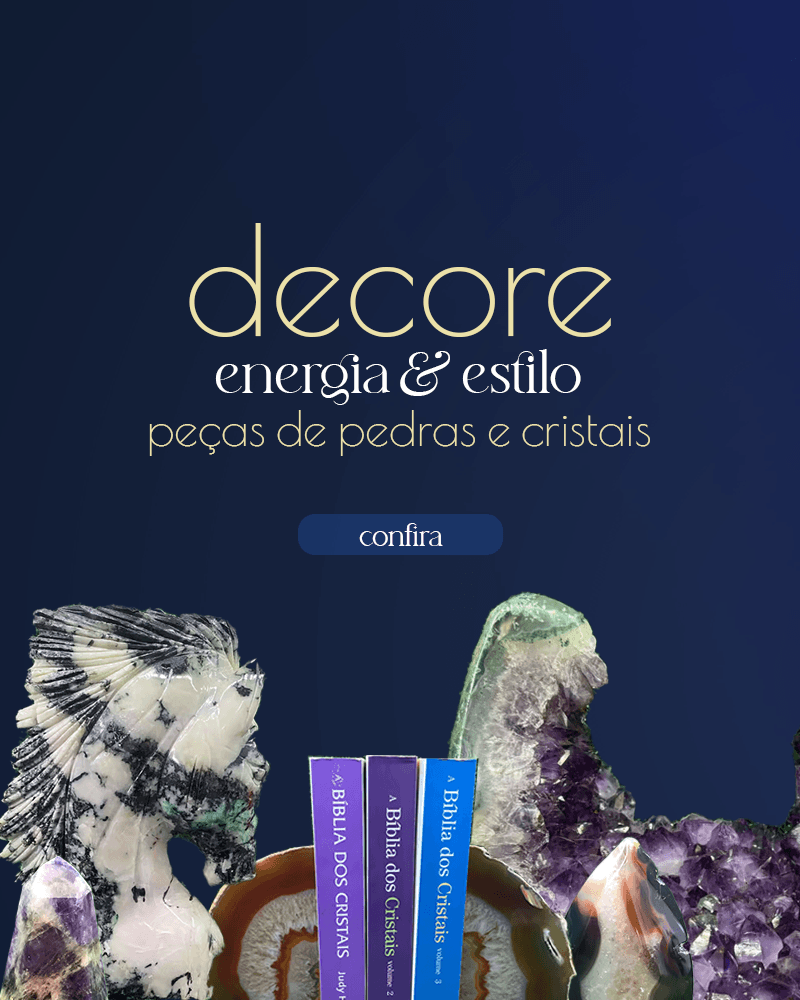 decore
energia & estilo
peças de pedras e cristais
confira
A BÍBLIA DOS CRISTAIS Judy
A Bíblia dos Cristais volume 2
A Bíblia dos Cristais volume 3